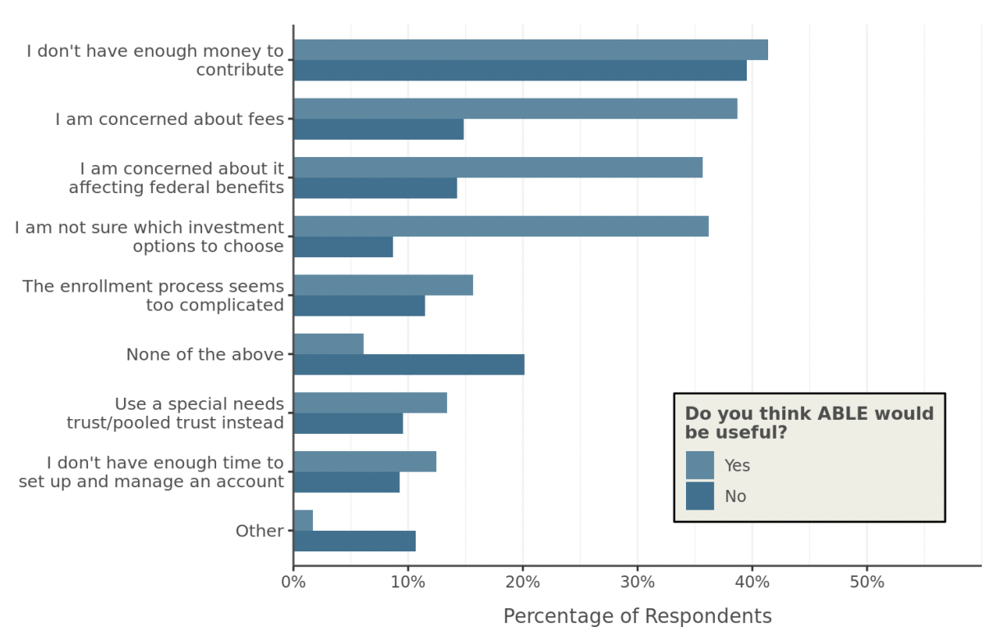 I don't have enough money to
contribute
I am concerned about fees
I am concerned about it
affecting federal benefits
I am not sure which investment
options to choose
The enrollment process seems
too complicated
None of the above
Use a special needs
trust/pooled trust instead
I don't have enough time to
set up and manage an account
Other
Do you think ABLE would
be useful?
Yes
No
0% 10% 20% 30% 40% 50%
Percentage of Respondents